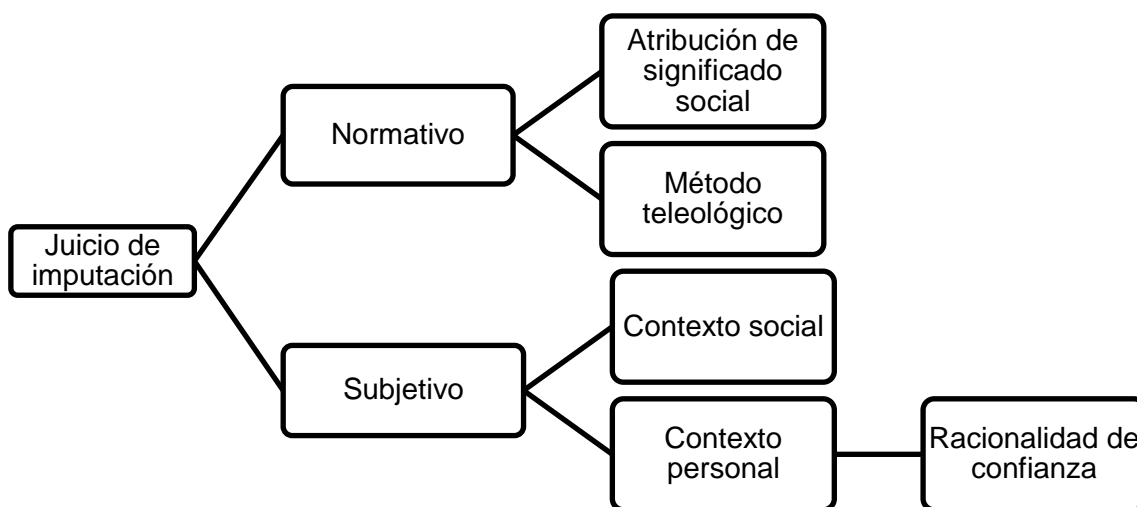 Atribución de
significado
social
Normativo
Método
teleológico
Juicio de
imputación
Contexto social
Subjetivo
Contexto
personal
Racionalidad de
confianza